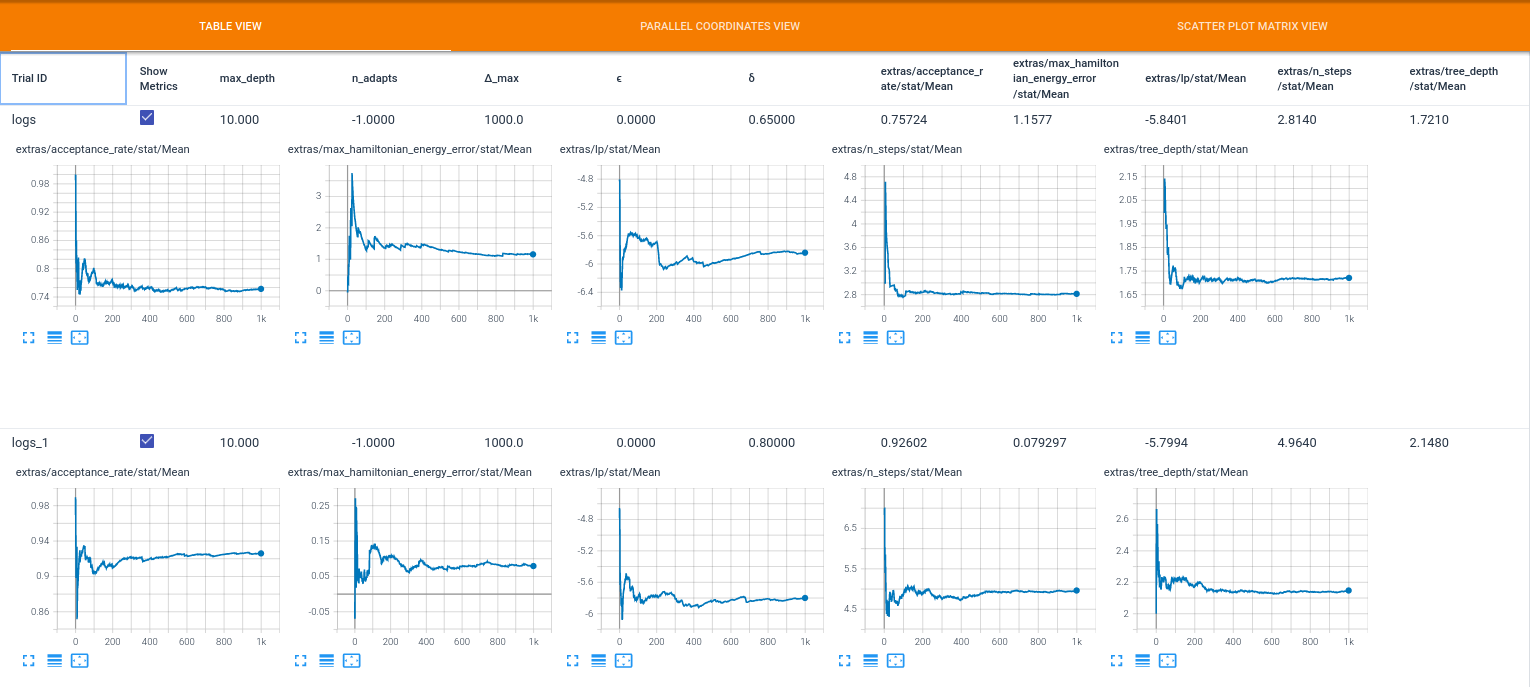 TABLE VIEW PARALLEL COORDINATES VIEW SCATTER PLOT MATRIX VIEW
Trial ID Show Metrics max_depth n_adapts Δ_max ϵ δ extras/acceptance_rate/stat/Mean extras/max_hamiltonian_energy_error/stat/Mean extras/lp/stat/Mean extras/n_steps/stat/Mean extras/tree_depth/stat/Mean
logs 10.000 -1.0000 1000.0 0.0000 0.65000 0.75724 1.1577 -5.8401 2.8140 1.7210
extras/acceptance_rate/stat/Mean extras/max_hamiltonian_energy_error/stat/Mean extras/lp/stat/Mean extras/n_steps/stat/Mean extras/tree_depth/stat/Mean
0.98
0.92
0.86
0.8
0.74
0 200 400 600 800 1k
3
2
1
0
0 200 400 600 800 1k
-4.8
-5.2
-5.6
-6
-6.4
0 200 400 600 800 1k
4.8
4.4
4
3.6
3.2
2.8
0 200 400 600 800 1k
2.15
2.05
1.95
1.85
1.75
1.65
0 200 400 600 800 1k
logs_1 10.000 -1.0000 1000.0 0.0000 0.80000 0.92602 0.079297 -5.7994 4.9640 2.1480
extras/acceptance_rate/stat/Mean extras/max_hamiltonian_energy_error/stat/Mean extras/lp/stat/Mean extras/n_steps/stat/Mean extras/tree_depth/stat/Mean
0.98
0.94
0.9
0.86
0 200 400 600 800 1k
0.25
0.15
0.05
-0.05
0 200 400 600 800 1k
-4.8
-5.2
-5.6
-6
0 200 400 600 800 1k
6.5
5.5
4.5
0 200 400 600 800 1k
2.6
2.4
2.2
2
0 200 400 600 800 1k